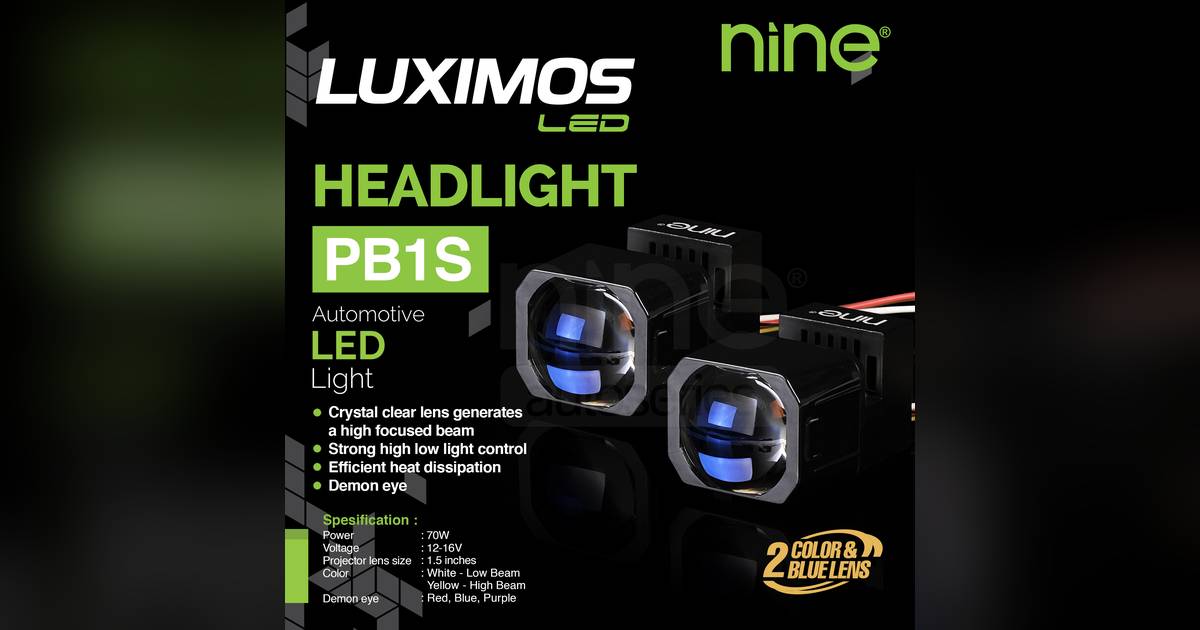 nine®
LUXIMOS
LED
HEADLIGHT
PB1S
Automotive
LED
Light
Crystal clear lens generates
a high focused beam
Strong high low light control
Efficient heat dissipation
Demon eye
Spesification :
Power : 70W
Voltage : 12-16V
Projector lens size : 1.5 inches
Color : White - Low Beam
Yellow - High Beam
Demon eye : Red, Blue, Purple
nine
nine
nine®
autoseries
2 COLOR &
BLUE LENS